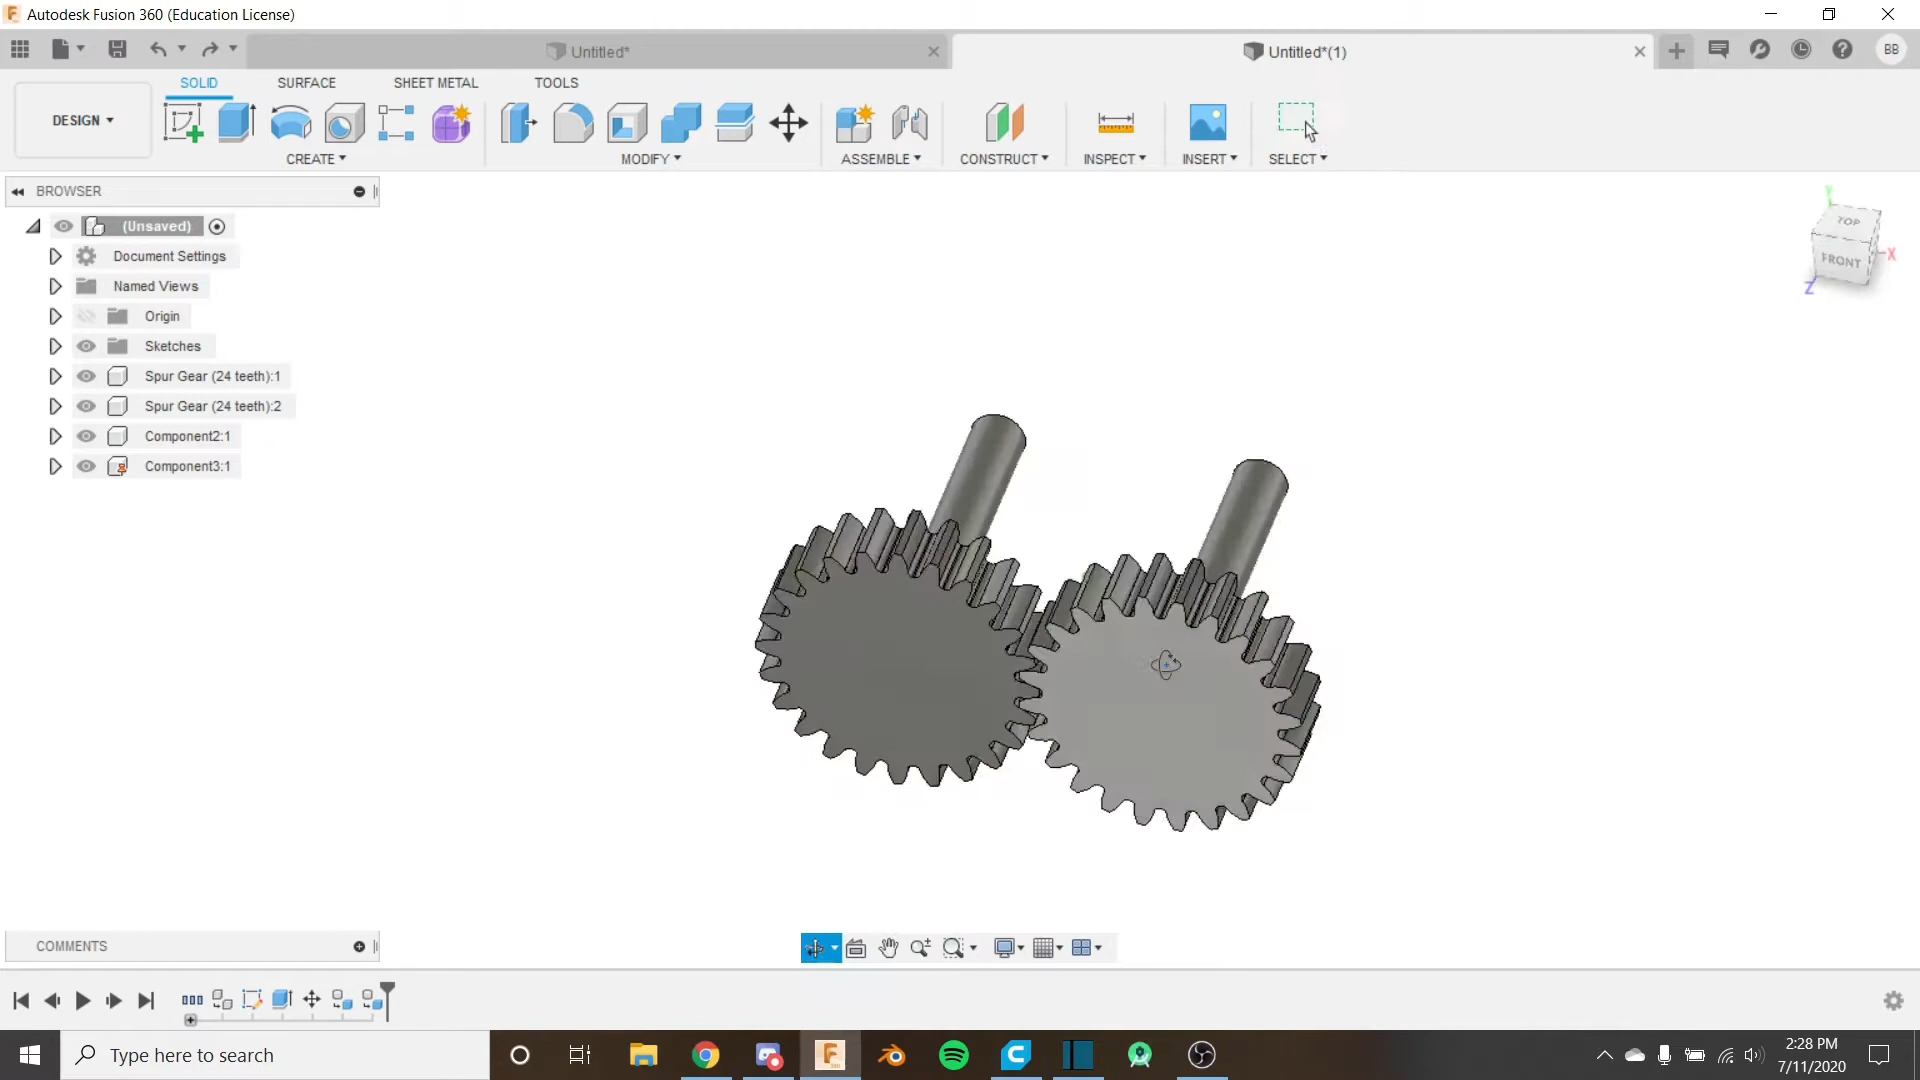 Autodesk Fusion 360 (Education License)
Untitled*
Untitled*(1)
BB
SOLID
SURFACE
SHEET METAL
TOOLS
DESIGN
CREATE
MODIFY
ASSEMBLE
CONSTRUCT
INSPECT
INSERT
SELECT
BROWSER
(Unsaved)
Document Settings
Named Views
Origin
Sketches
Spur Gear (24 teeth):1
Spur Gear (24 teeth):2
Component2:1
Component3:1
Y
TOP
FRONT
X
Z
COMMENTS
Type here to search
2:28 PM
7/11/2020